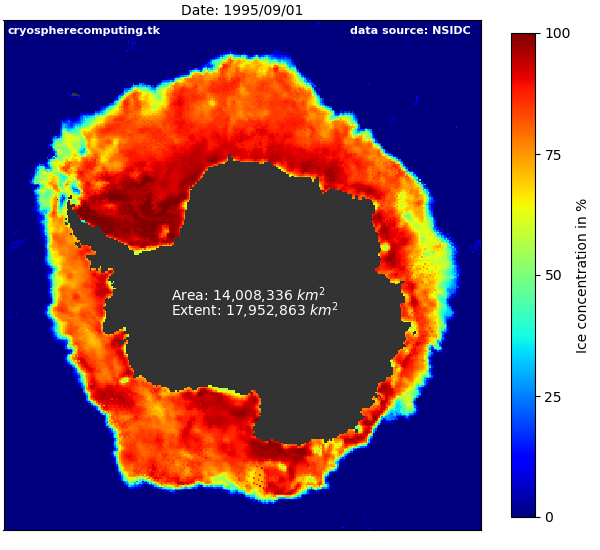 Date: 1995/09/01
cryospherecomputing.tk
data source: NSIDC
Area: 14,008,336 km²
Extent: 17,952,863 km²
100
75
50
25
0
Ice concentration in %